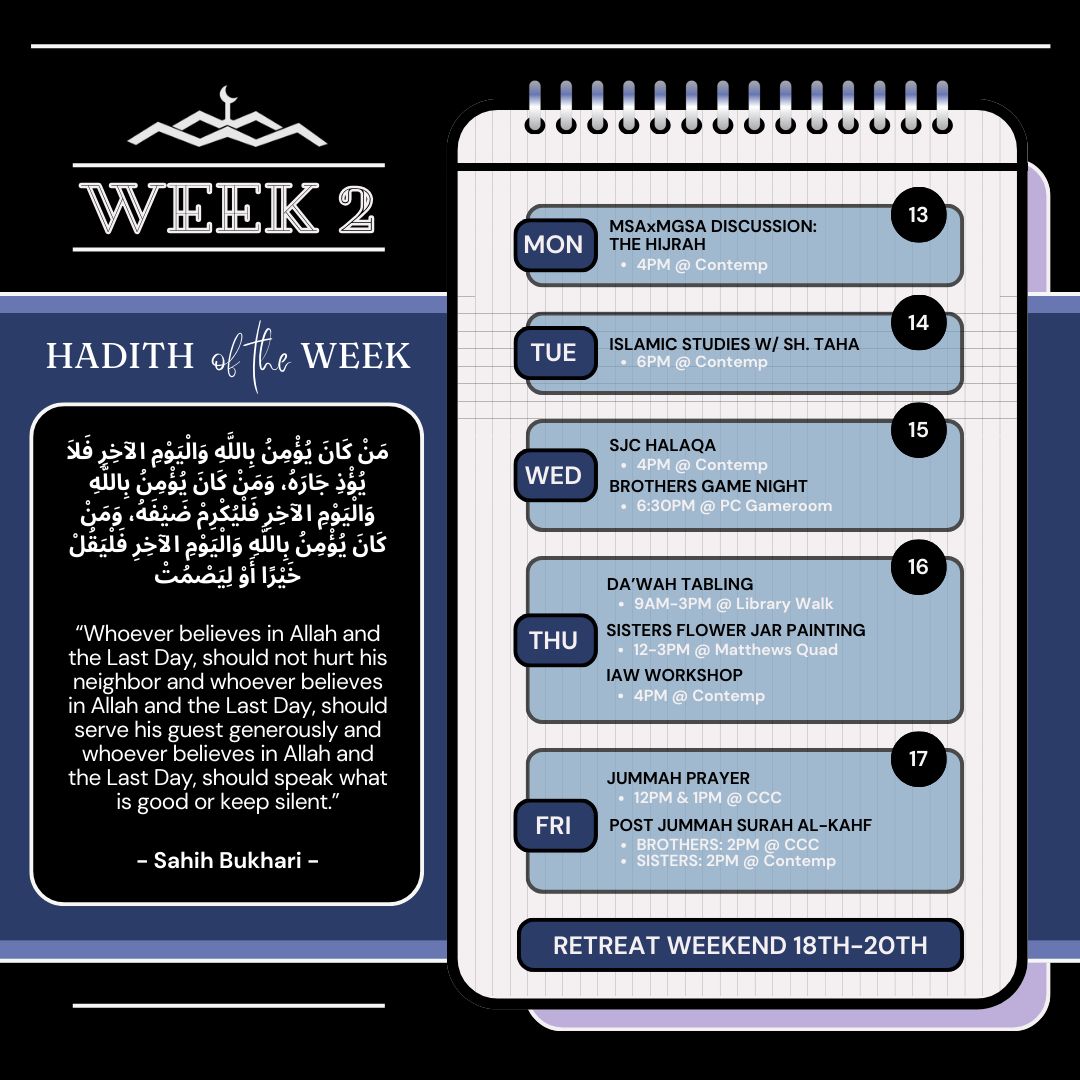 WEEK 2
HADITH of the WEEK
مَنْ كَانَ يُؤْمِنُ بِاللَّهِ وَالْيَوْمِ الآخِرِ فَلاَ
يُؤْذِ جَارَهُ، وَمَنْ كَانَ يُؤْمِنُ بِاللَّهِ
وَالْيَوْمِ الآخِرِ فَلْيُكْرِمْ ضَيْفَهُ، وَمَنْ
كَانَ يُؤْمِنُ بِاللَّهِ وَالْيَوْمِ الآخِرِ فَلْيَقُلْ
خَيْرًا أَوْ لِيَصْمُتْ
“Whoever believes in Allah and
the Last Day, should not hurt his
neighbor and whoever believes
in Allah and the Last Day, should
serve his guest generously and
whoever believes in Allah and
the Last Day, should speak what
is good or keep silent.”
- Sahih Bukhari -
13
MON
MSAxMGSA DISCUSSION:
THE HIJRAH
• 4PM @ Contemp
14
TUE
ISLAMIC STUDIES W/ SH. TAHA
• 6PM @ Contemp
15
WED
SJC HALAQA
• 4PM @ Contemp
BROTHERS GAME NIGHT
• 6:30PM @ PC Gameroom
16
THU
DA’WAH TABLING
• 9AM-3PM @ Library Walk
SISTERS FLOWER JAR PAINTING
• 12-3PM @ Matthews Quad
IAW WORKSHOP
• 4PM @ Contemp
17
FRI
JUMMAH PRAYER
• 12PM & 1PM @ CCC
POST JUMMAH SURAH AL-KAHF
• BROTHERS: 2PM @ CCC
• SISTERS: 2PM @ Contemp
RETREAT WEEKEND 18TH-20TH